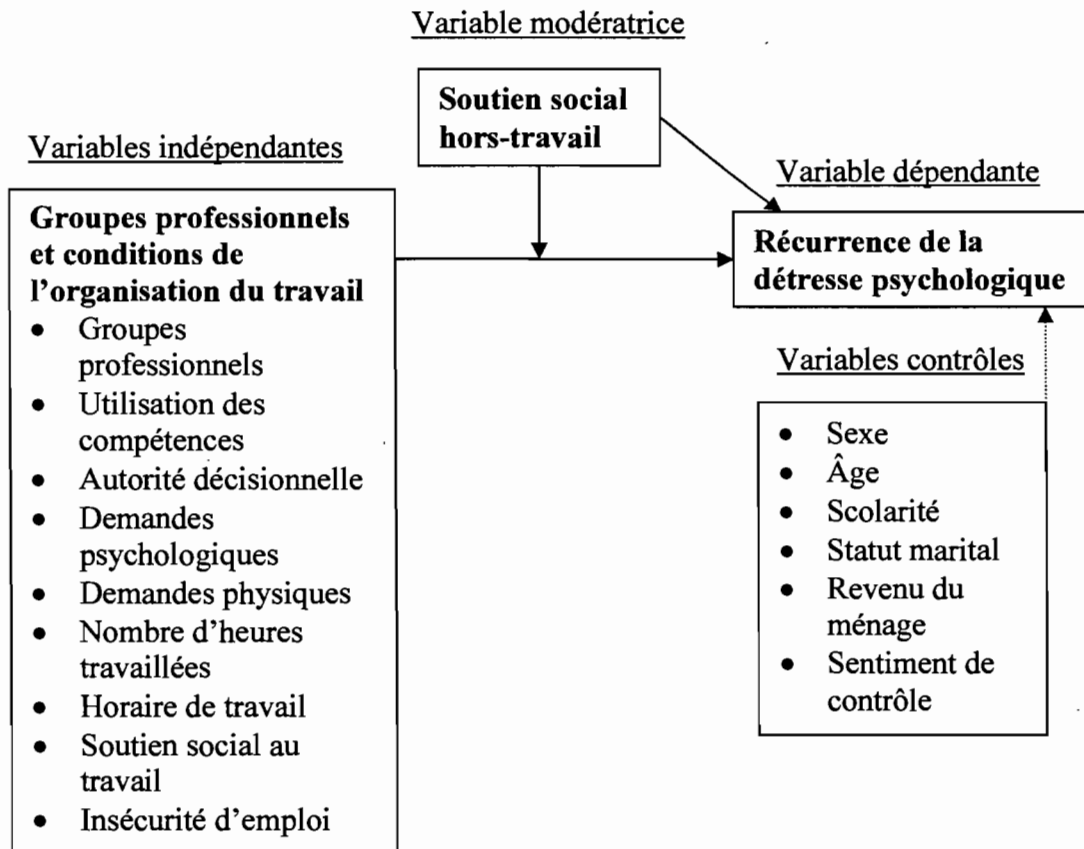 Variable modératrice
Soutien social
hors-travail
Variables indépendantes
Groupes professionnels
et conditions de
l’organisation du travail
• Groupes
professionnels
• Utilisation des
compétences
• Autorité décisionnelle
• Demandes
psychologiques
• Demandes physiques
• Nombre d’heures
travaillées
• Horaire de travail
• Soutien social au
travail
• Insécurité d’emploi
Variable dépendante
Récurrence de la
détresse psychologique
Variables contrôles
• Sexe
• Âge
• Scolarité
• Statut marital
• Revenu du
ménage
• Sentiment de
contrôle